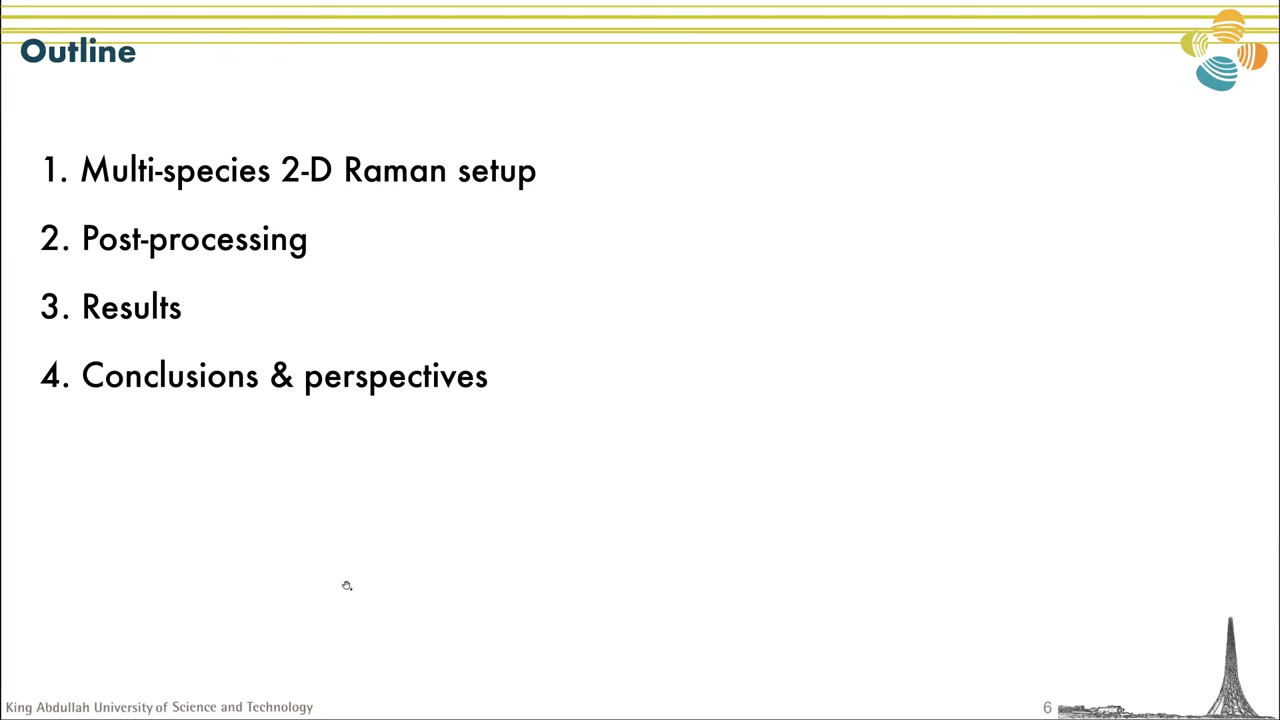 Outline
1. Multi-species 2-D Raman setup
2. Post-processing
3. Results
4. Conclusions & perspectives
King Abdullah University of Science and Technology
6